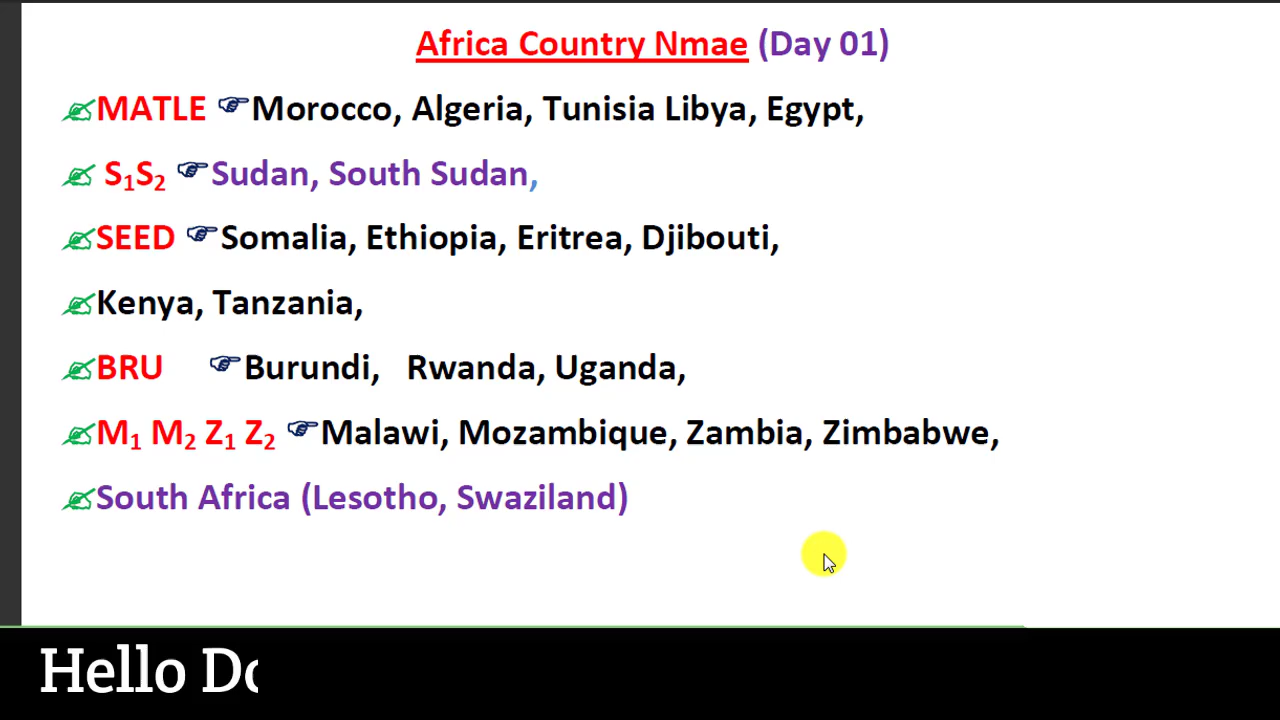 Africa Country Nmae (Day 01)
MATLE Morocco, Algeria, Tunisia Libya, Egypt,
S₁S₂ Sudan, South Sudan,
SEED Somalia, Ethiopia, Eritrea, Djibouti,
Kenya, Tanzania,
BRU Burundi, Rwanda, Uganda,
M₁ M₂ Z₁ Z₂ Malawi, Mozambique, Zambia, Zimbabwe,
South Africa (Lesotho, Swaziland)
Hello